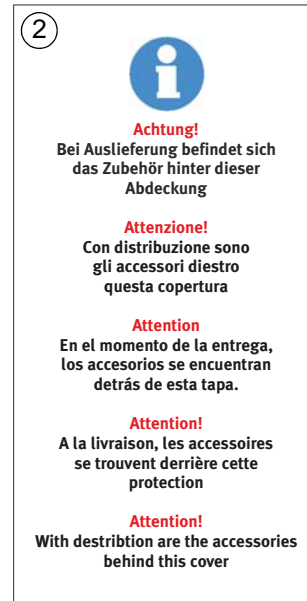 2
i
Achtung!
Bei Auslieferung befindet sich
das Zubehör hinter dieser
Abdeckung
Attenzione!
Con distribuzione sono
gli accessori diestro
questa copertura
Attention
En el momento de la entrega,
los accesorios se encuentran
detrás de esta tapa.
Attention!
A la livraison, les accessoires
se trouvent derrière cette
protection
Attention!
With destribtion are the accessories
behind this cover